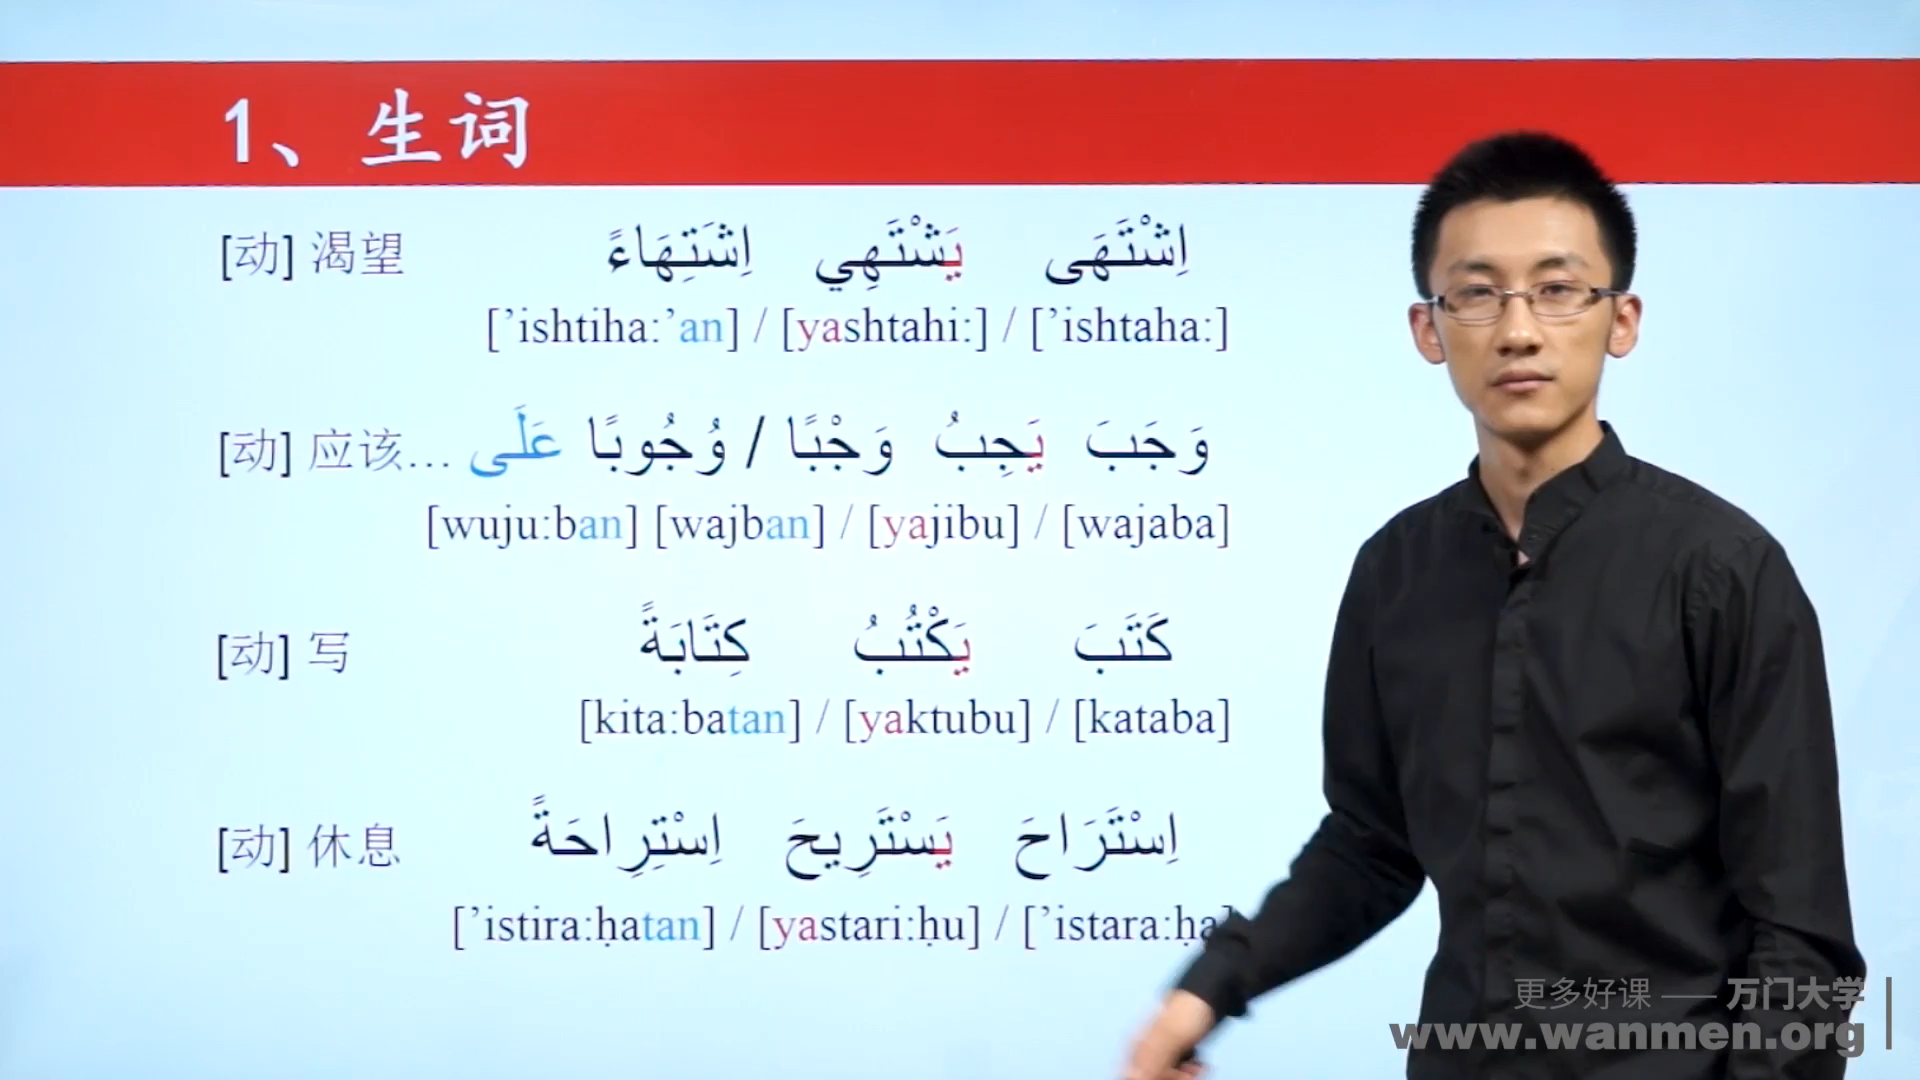 1、生词
[动] 渴望 اِشْتَهَى يَشْتَهِي اِشْتِهَاءً
[’ishtiha:’an] / [yashtahi:] / [’ishtaha:]
[动] 应该… وَجَبَ يَجِبُ وَجْبًا / وُجُوبًا عَلَى
[wuju:ban] [wajban] / [yajibu] / [wajaba]
[动] 写 كَتَبَ يَكْتُبُ كِتَابَةً
[kita:batan] / [yaktubu] / [kataba]
[动] 休息 اِسْتَرَاحَ يَسْتَرِيحَ اِسْتِرِاحَةً
[’istira:ḥatan] / [yastari:ḥu] / [’istara:ḥa]
更多好课 —— 万门大学
www.wanmen.org